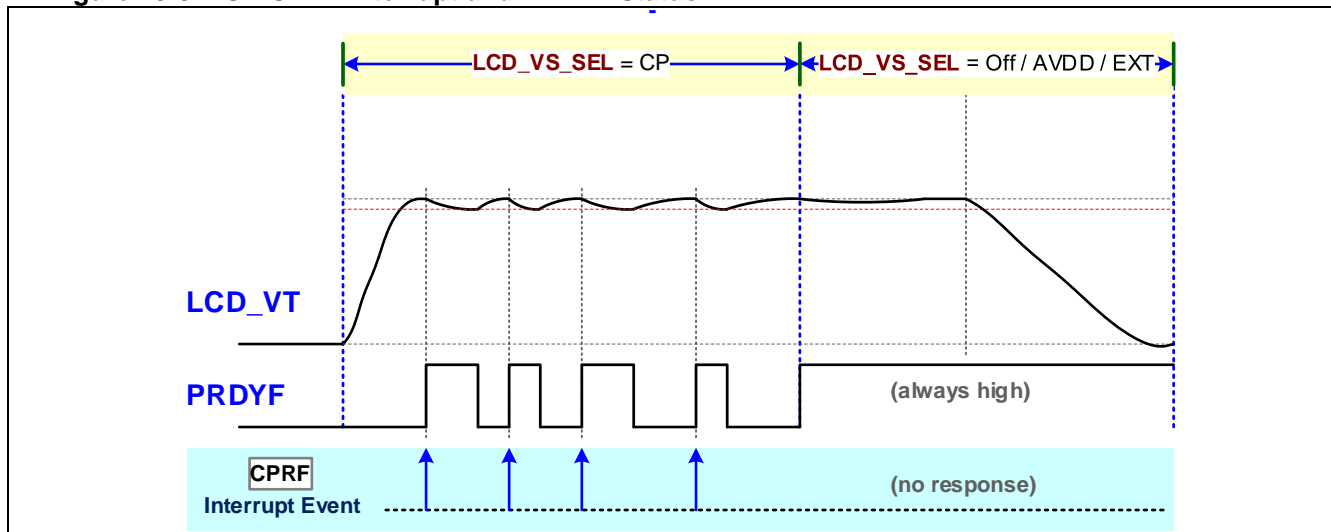 LCD_VS_SEL = CP
LCD_VS_SEL = Off / AVDD / EXT
LCD_VT
PRDYF
(always high)
CPRF
Interrupt Event
(no response)